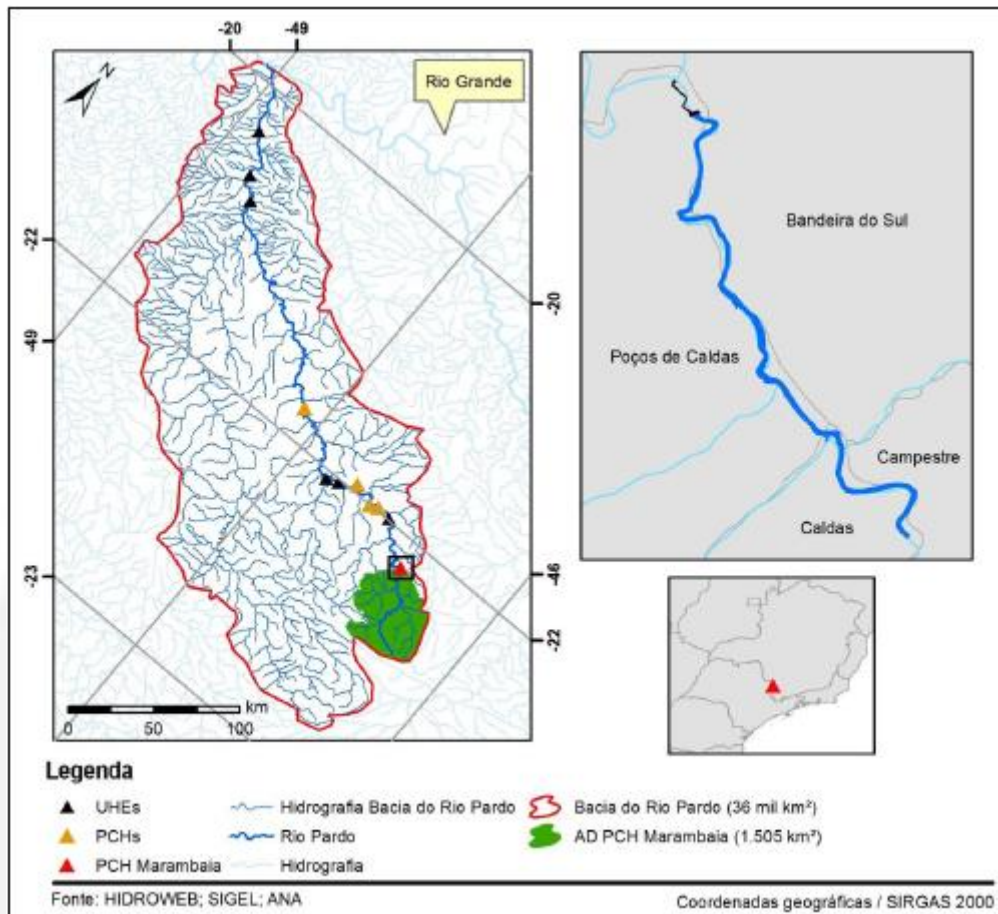 -20 -49
N
Rio Grande
-22
-49
-23
-20
-46
-22
km
0 50 100
Bandeira do Sul
Poços de Caldas
Campestre
Caldas
Legenda
UHEs
PCHs
PCH Marambaia
Hidrografia Bacia do Rio Pardo
Rio Pardo
Hidrografia
Bacia do Rio Pardo (36 mil km²)
AD PCH Marambaia (1.505 km²)
Fonte: HIDROWEB; SIGEL; ANA
Coordenadas geográficas / SIRGAS 2000